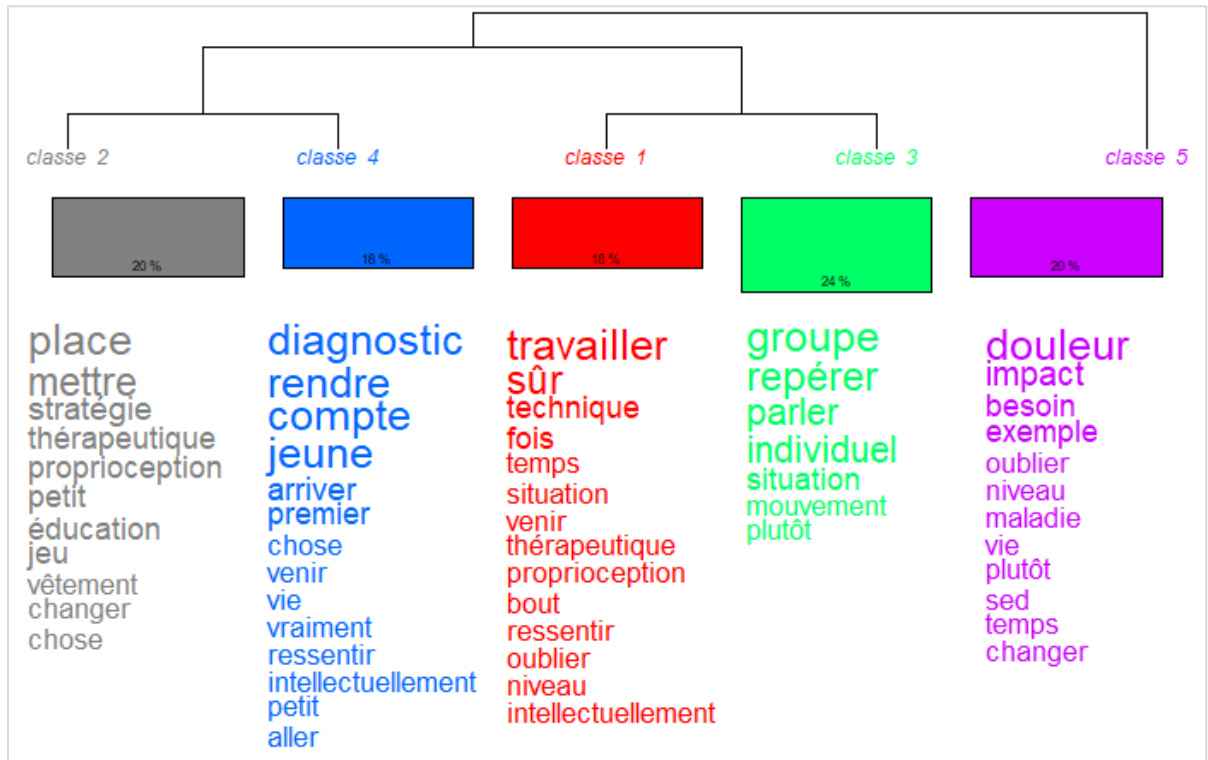 classe 2
classe 4
classe 1
classe 3
classe 5
20 %
18 %
18 %
24 %
20 %
place
mettre
stratégie
thérapeutique
proprioception
petit
éducation
jeu
vêtement
changer
chose
diagnostic
rendre
compte
jeune
arriver
premier
chose
venir
vie
vraiment
ressentir
intellectuellement
petit
aller
travailler
sûr
technique
fois
temps
situation
venir
thérapeutique
proprioception
bout
ressentir
oublier
niveau
intellectuellement
groupe
repérer
parler
individuel
situation
mouvement
plutôt
douleur
impact
besoin
exemple
oublier
niveau
maladie
vie
plutôt
sed
temps
changer